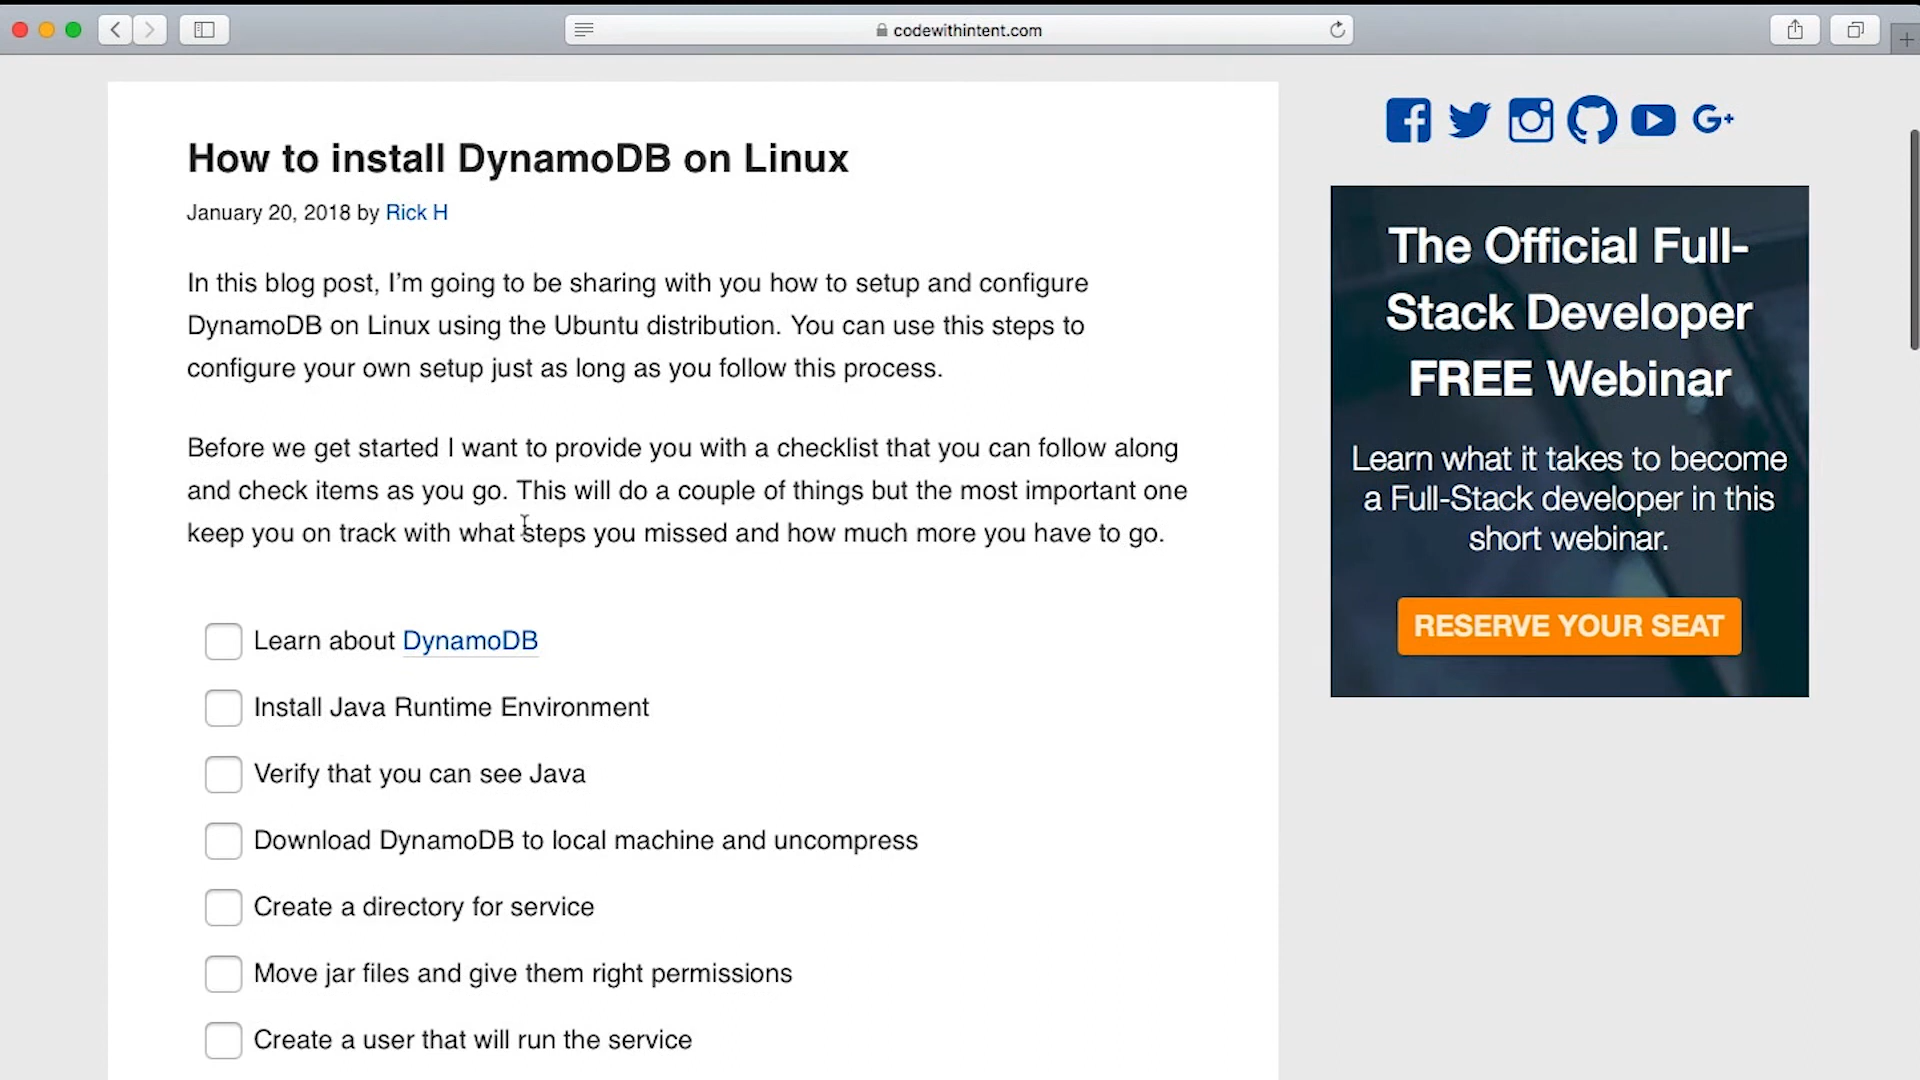 codewithintent.com
How to install DynamoDB on Linux
January 20, 2018 by Rick H
In this blog post, I’m going to be sharing with you how to setup and configure
DynamoDB on Linux using the Ubuntu distribution. You can use this steps to
configure your own setup just as long as you follow this process.
Before we get started I want to provide you with a checklist that you can follow along
and check items as you go. This will do a couple of things but the most important one
keep you on track with what steps you missed and how much more you have to go.
Learn about DynamoDB
Install Java Runtime Environment
Verify that you can see Java
Download DynamoDB to local machine and uncompress
Create a directory for service
Move jar files and give them right permissions
Create a user that will run the service
G+
The Official Full-
Stack Developer
FREE Webinar
Learn what it takes to become
a Full-Stack developer in this
short webinar.
RESERVE YOUR SEAT